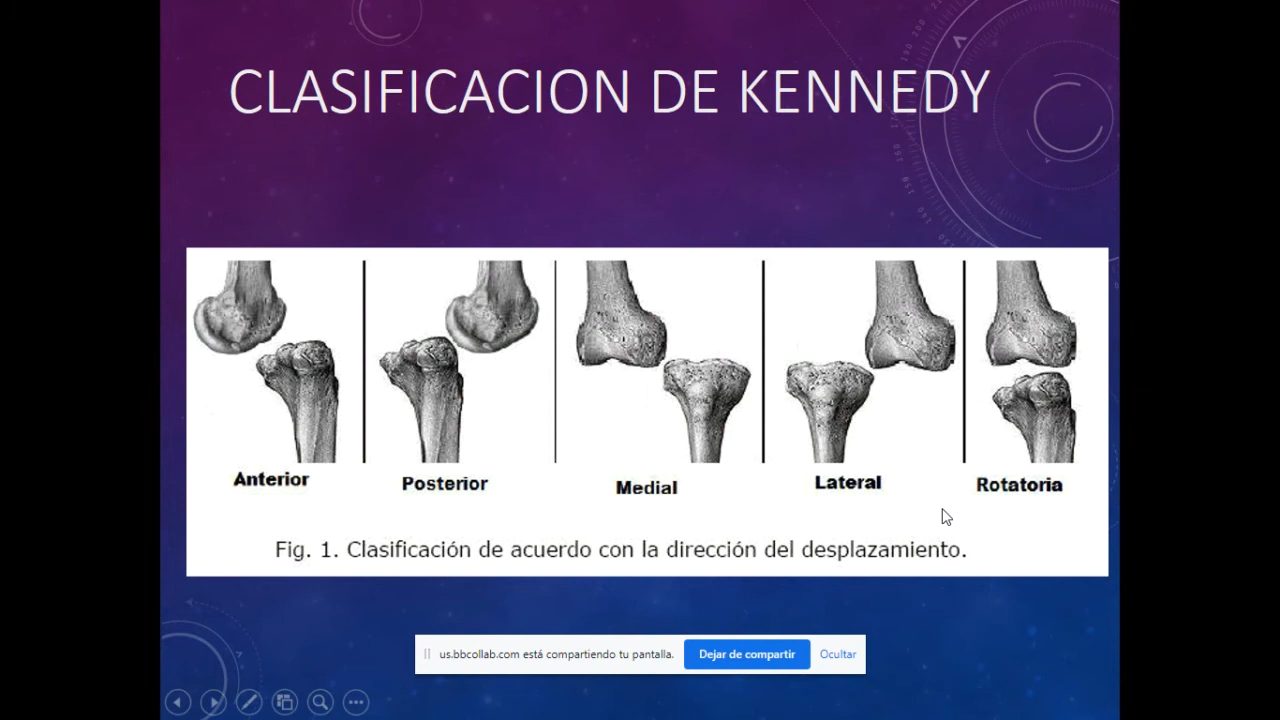 CLASIFICACION DE KENNEDY
Anterior
Posterior
Medial
Lateral
Rotatoria
Fig. 1. Clasificación de acuerdo con la dirección del desplazamiento.
us.bbcollab.com está compartiendo tu pantalla.
Dejar de compartir
Ocultar